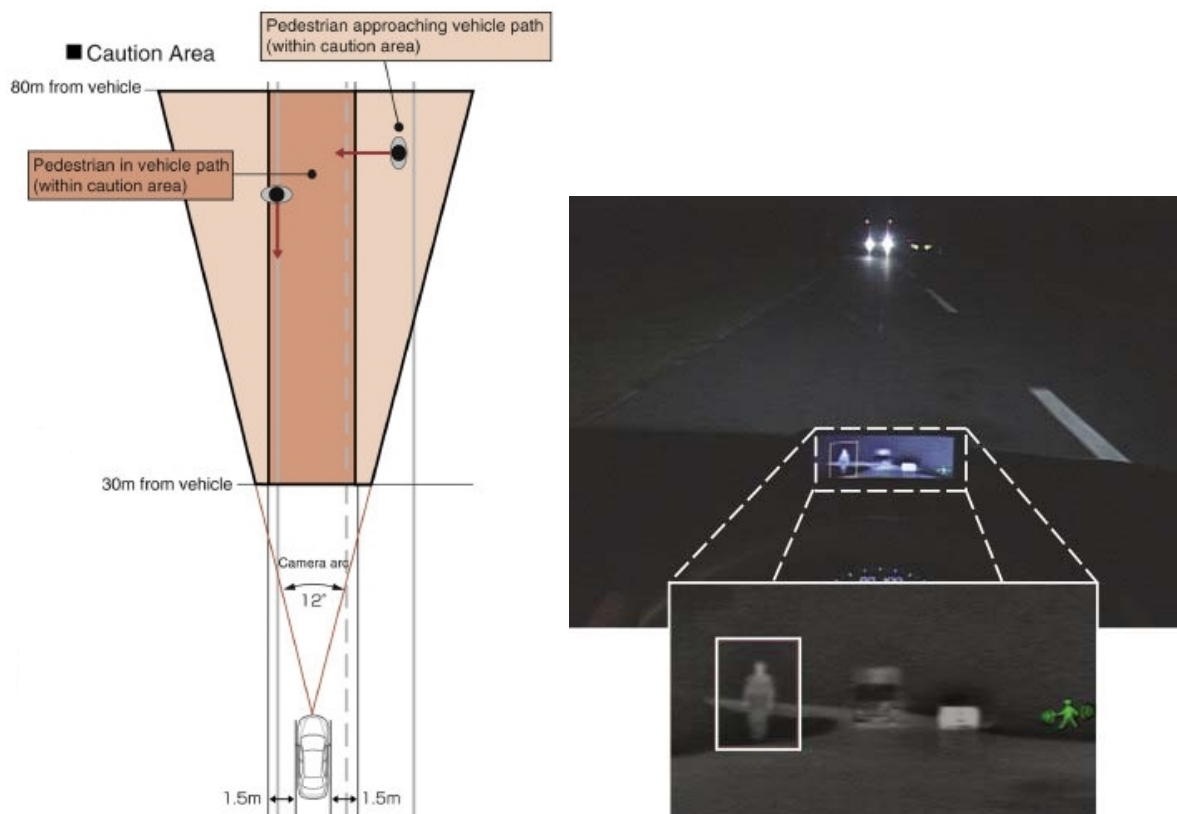 Pedestrian approaching vehicle path
(within caution area)
■ Caution Area
80m from vehicle
Pedestrian in vehicle path
(within caution area)
30m from vehicle
Camera arc
12°
1.5m
1.5m